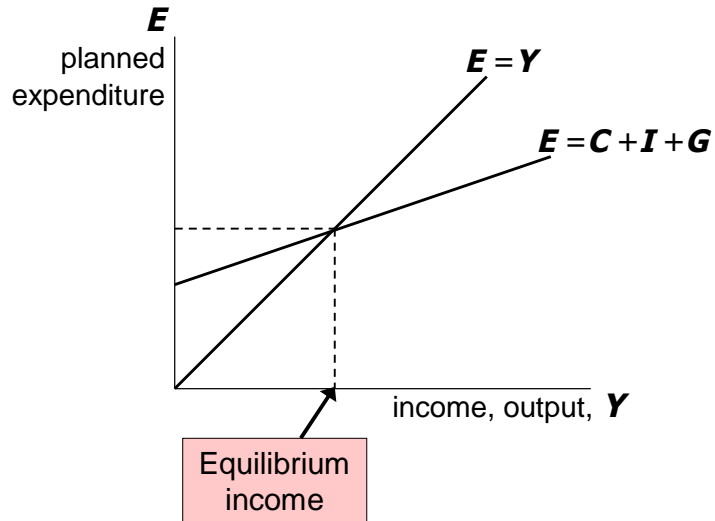 E
planned
expenditure
E = Y
E = C + I + G
income, output, Y
Equilibrium
income